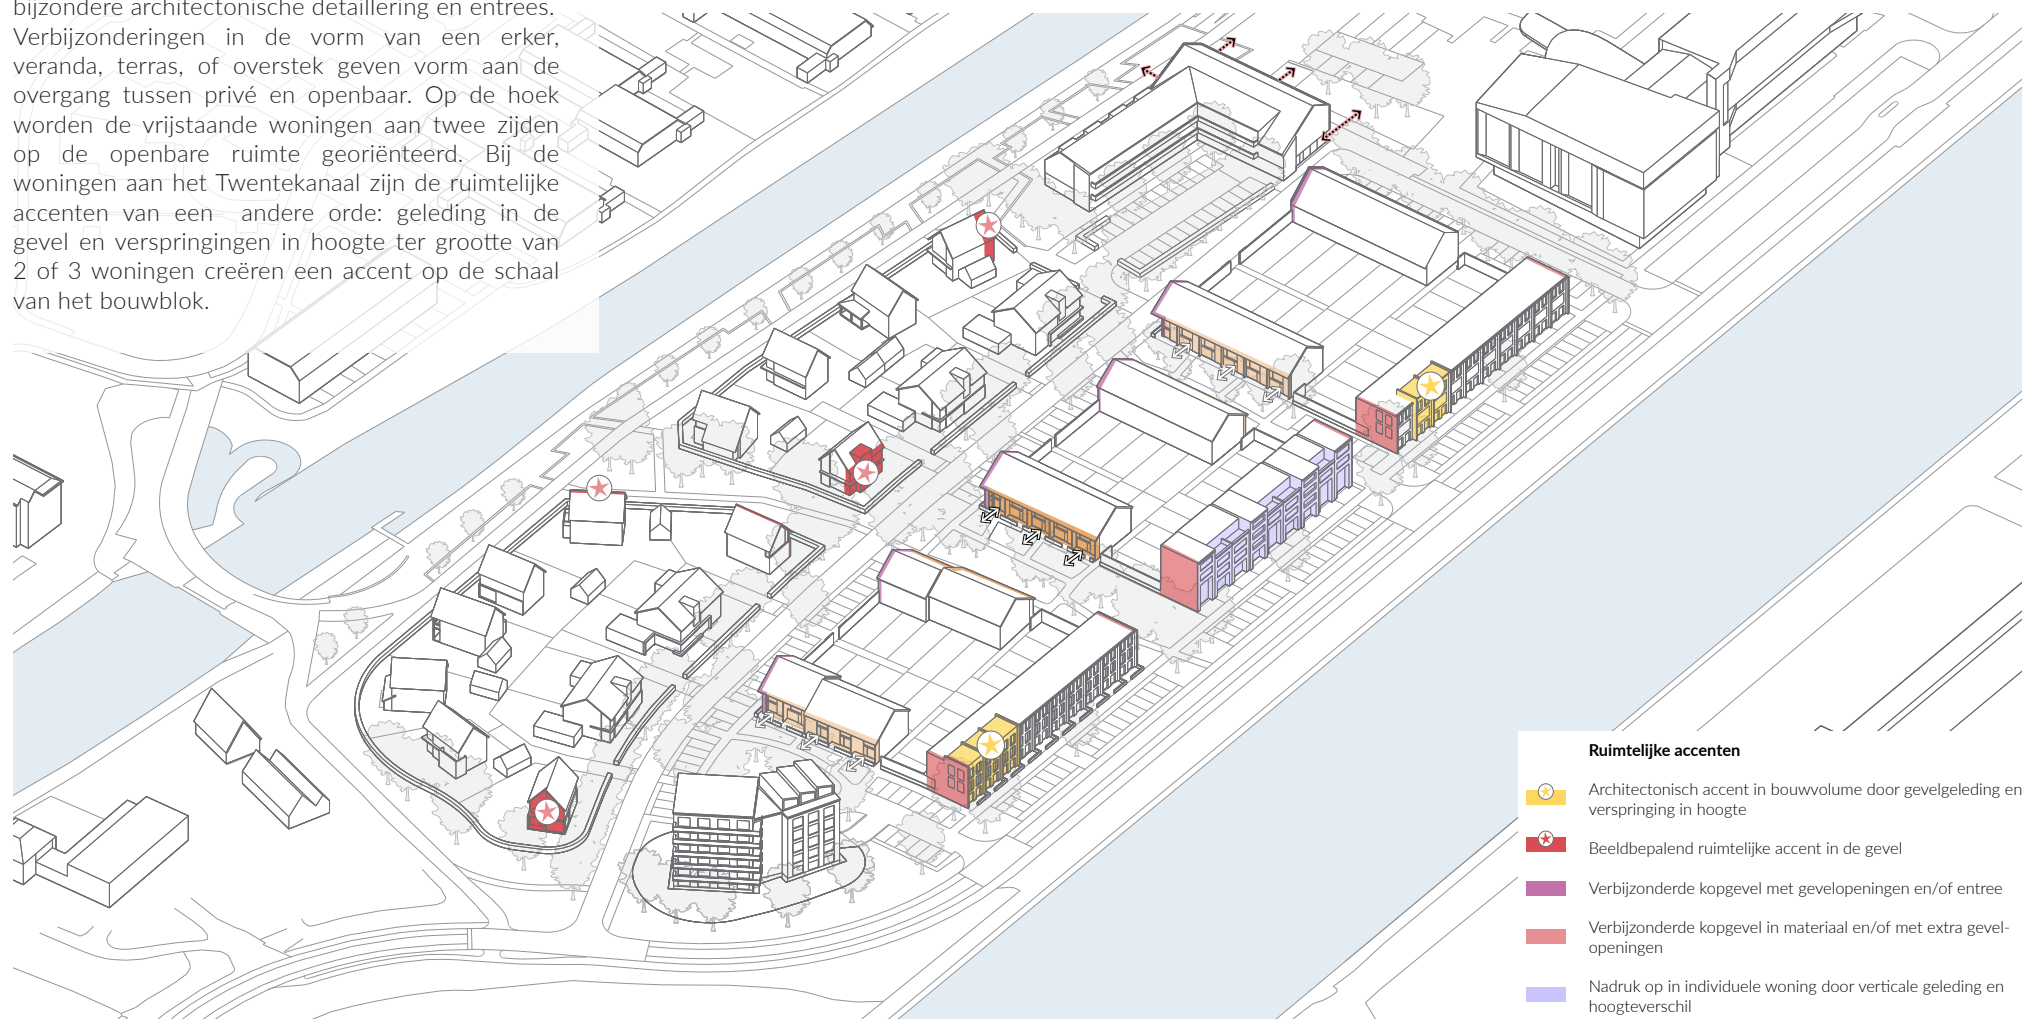 bijzondere architectonische detaillering en entrees.
Verbijzonderingen in de vorm van een erker,
veranda, terras, of overstek geven vorm aan de
overgang tussen privé en openbaar. Op de hoek
worden de vrijstaande woningen aan twee zijden
op de openbare ruimte georiënteerd. Bij de
woningen aan het Twentekanaal zijn de ruimtelijke
accenten van een andere orde: geleding in de
gevel en verspringingen in hoogte ter grootte van
2 of 3 woningen creëren een accent op de schaal
van het bouwblok.
Ruimtelijke accenten
Architectonisch accent in bouwvolume door gevelgeleding en
verspringing in hoogte
Beeldbepalend ruimtelijke accent in de gevel
Verbijzonderde kopgevel met gevelopeningen en/of entree
Verbijzonderde kopgevel in materiaal en/of met extra gevel-
openingen
Nadruk op in individuele woning door verticale geleding en
hoogteverschil